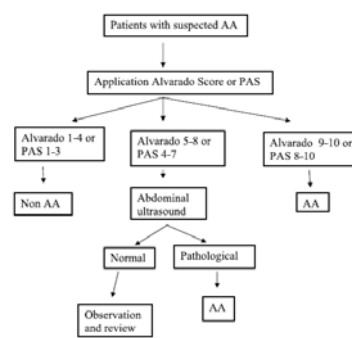 Patients with suspected AA
Application Alvarado Score or PAS
Alvarado 1-4 or
PAS 1-3
Alvarado 5-8 or
PAS 4-7
Alvarado 9-10 or
PAS 8-10
Non AA
Abdominal
ultrasound
AA
Normal
Pathological
Observation
and review
AA